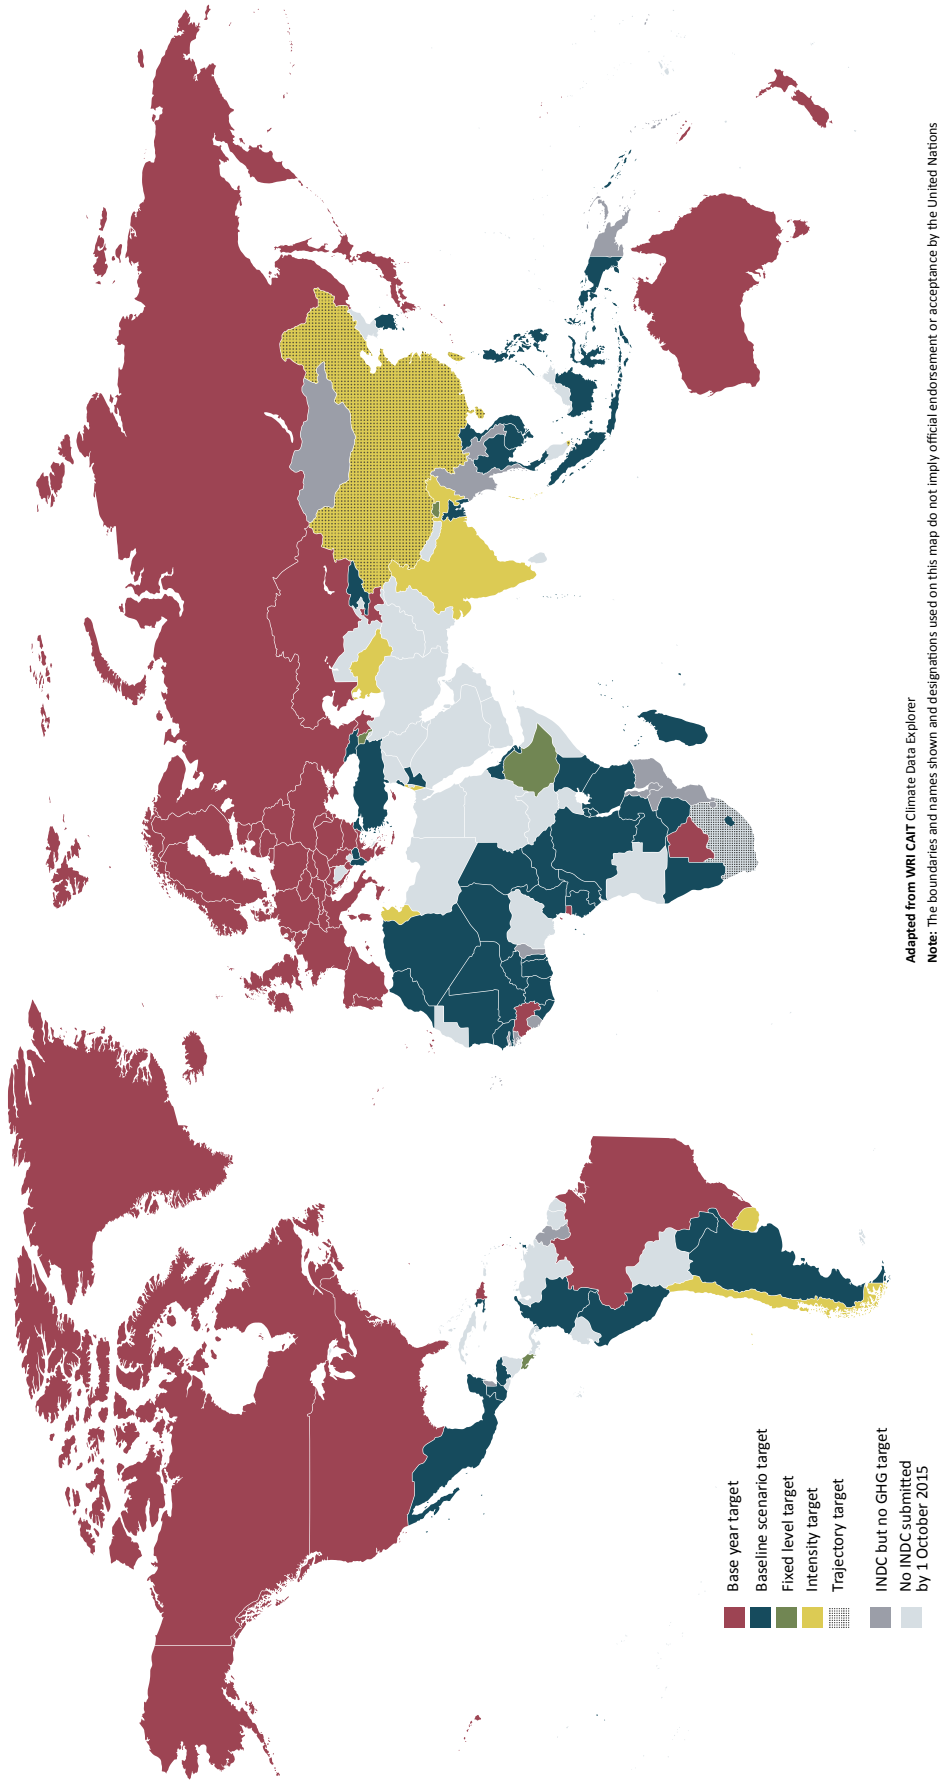 Base year target
Baseline scenario target
Fixed level target
Intensity target
Trajectory target
INDC but no GHG target
No INDC submitted
by 1 October 2015
Adapted from WRI CAIT Climate Data Explorer
Note: The boundaries and names shown and designations used on this map do not imply official endorsement or acceptance by the United Nations